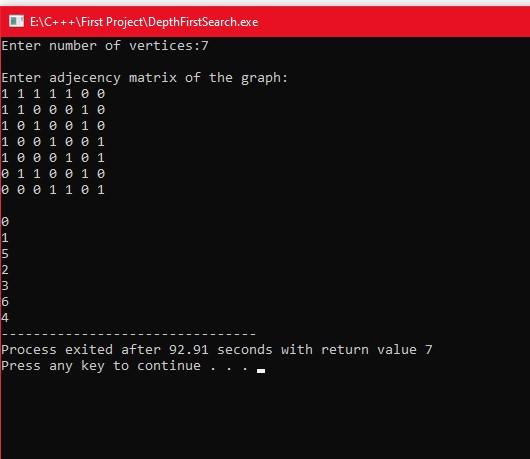 E:\C+++\First Project\DepthFirstSearch.exe
Enter number of vertices:7
Enter adjecency matrix of the graph:
1 1 1 1 1 0 0
1 1 0 0 0 1 0
1 0 1 0 0 1 0
1 0 0 1 0 0 1
1 0 0 0 1 0 1
0 1 1 0 0 1 0
0 0 0 1 1 0 1
0
1
5
2
3
6
4
--------------------------------
Process exited after 92.91 seconds with return value 7
Press any key to continue . . .